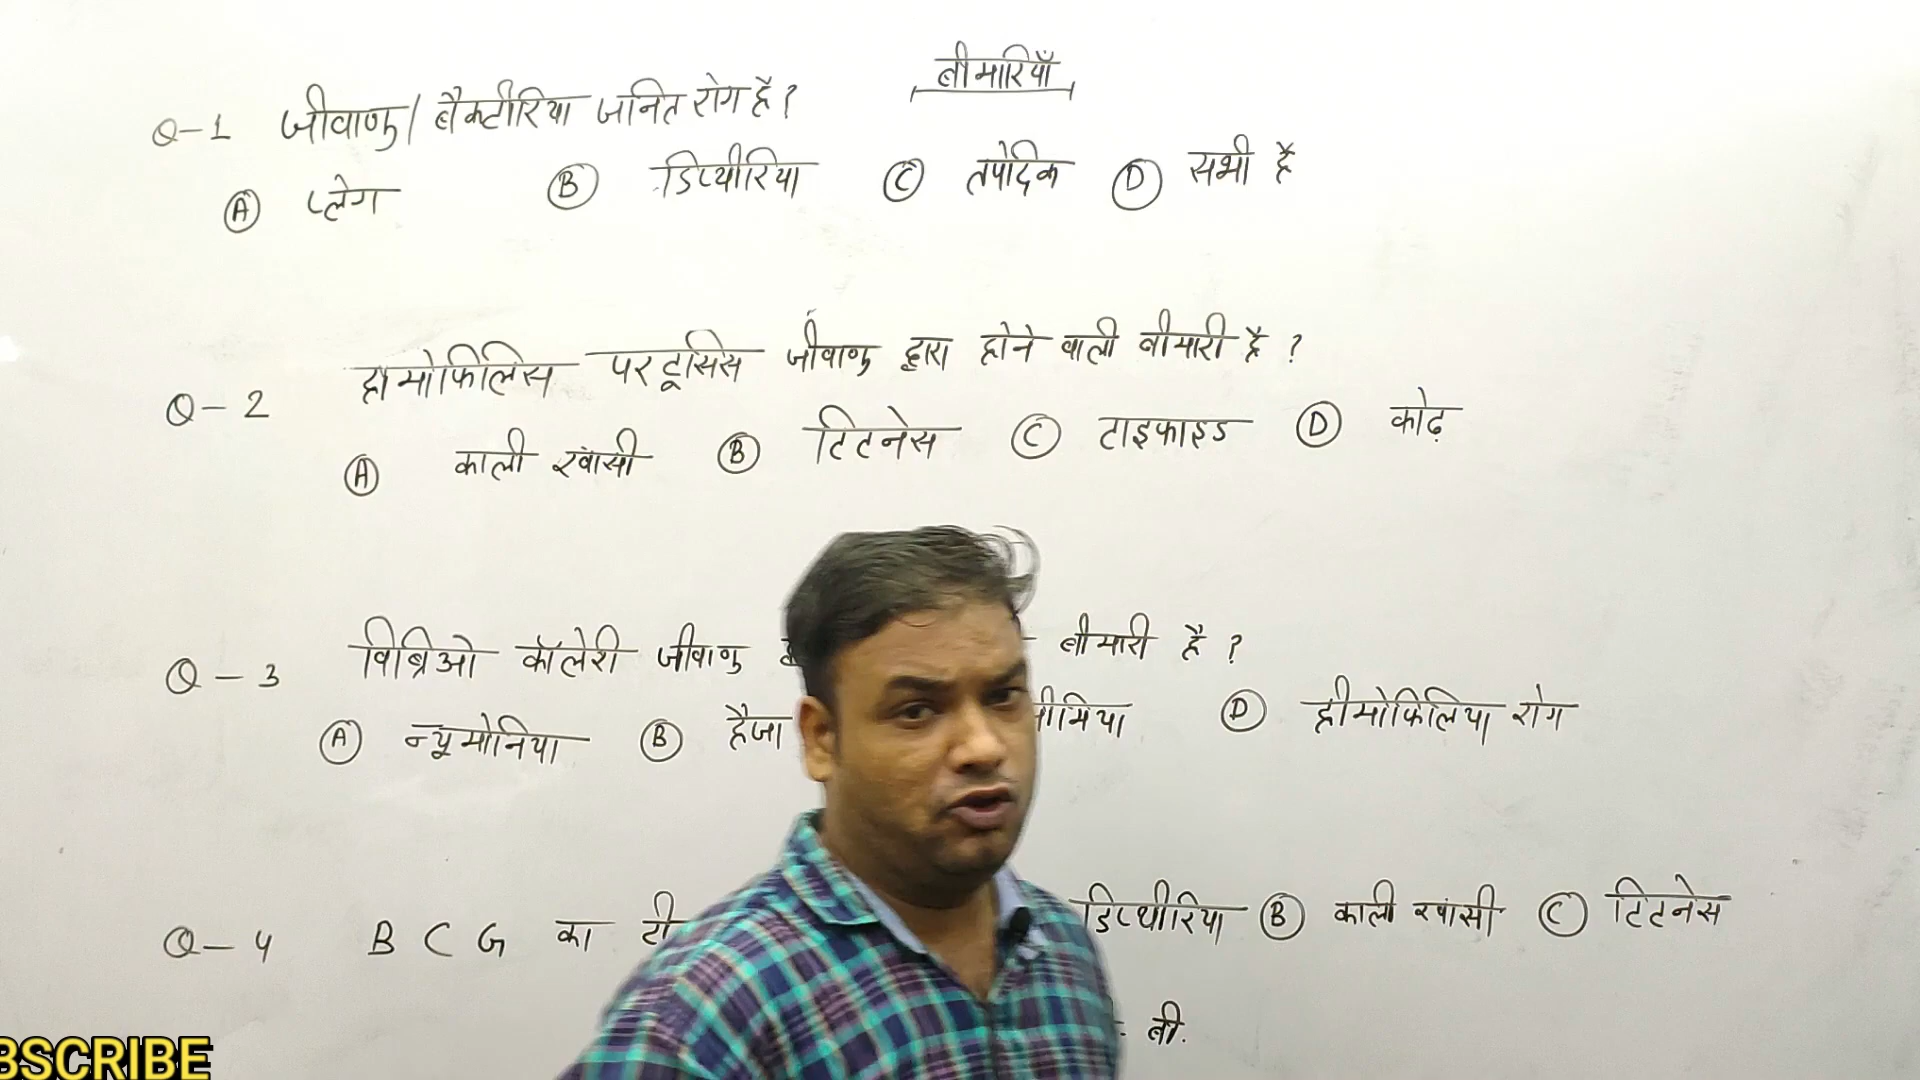 बीमारियाँ
Q-1 जीवाणु/बैक्टीरिया जनित रोग है?
A प्लेग B डिप्थीरिया C तपेदिक D सभी है
Q-2 हीमोफिलिस परटूसिस जीवाणु द्वारा होने वाली बीमारी है ?
A काली खांसी B टिटनेस C टाइफाइड D कोढ़
Q-3 विब्रिओ कॉलेरी जीवाणु बीमारी है ?
A न्यूमोनिया B हैजा D हीमोफिलिया रोग
Q-4 B C G का डिप्थीरिया B काली खांसी C टिटनेस
बी.
BSCRIBE